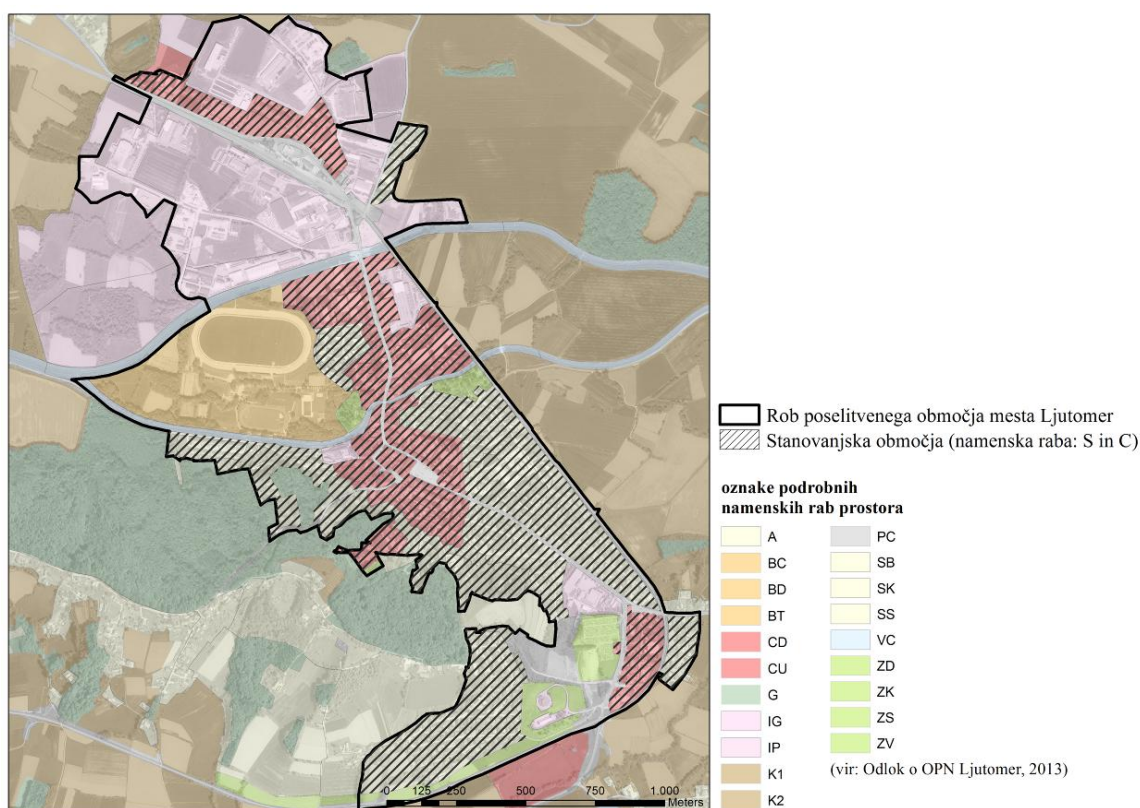 Rob poselitvenega območja mesta Ljutomer
Stanovanjska območja (namenska raba: S in C)
oznake podrobnih
namenskih rab prostora
A
BC
BD
BT
CD
CU
G
IG
IP
K1
K2
PC
SB
SK
SS
VC
ZD
ZK
ZS
ZV
(vir: Odlok o OPN Ljutomer, 2013)
0 125 250 500 750 1.000
Meters